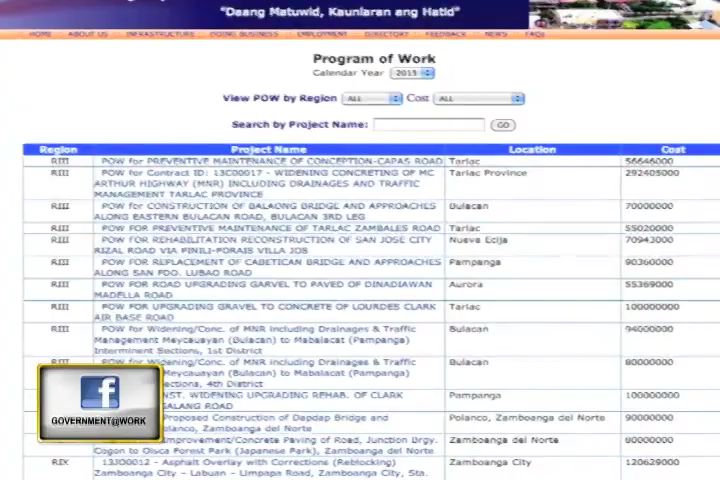 "Daang Matuwid, Kaunlaran ang Hatid"
HOME ABOUT US INFRASTRUCTURE DOING BUSINESS EMPLOYMENT DIRECTORY FEEDBACK NEWS FAQs
Program of Work
Calendar Year 2013
View POW by Region ALL Cost ALL
Search by Project Name: GO
Region Project Name Location Cost
RIII POW for PREVENTIVE MAINTENANCE OF CONCEPTION-CAPAS ROAD Tarlac 56646000
RIII POW for Contract ID: 13C00017 - WIDENING CONCRETING OF MC Tarlac Province 292405000
ARTHUR HIGHWAY (MNR) INCLUDING DRAINAGES AND TRAFFIC
MANAGEMENT TARLAC PROVINCE
RIII POW for CONSTRUCTION OF BALAONG BRIDGE AND APPROACHES Bulacan 70000000
ALONG EASTERN BULACAN ROAD, BULACAN 3RD LEG
RIII POW FOR PREVENTIVE MAINTENANCE OF TARLAC ZAMBALES ROAD Tarlac 55020000
RIII POW FOR REHABILITATION RECONSTRUCTION OF SAN JOSE CITY Nueva Ecija 70943000
RIZAL ROAD VIA PINILI-PORAIS VILLA JOB
RIII POW FOR REPLACEMENT OF CABETICAN BRIDGE AND APPROACHES Pampanga 90360000
ALONG SAN FDO. LUBAO ROAD
RIII POW FOR ROAD UPGRADING GARVEL TO PAVED OF DINADIAWAN Aurora 55369000
MADELLA ROAD
RIII POW FOR UPGRADING GRAVEL TO CONCRETE OF LOURDES CLARK Tarlac 100000000
AIR BASE ROAD
RIII POW for Widening/Conc. of MNR including Drainages & Traffic Bulacan 94000000
Management Meycauayan (Bulacan) to Mabalacat (Pampanga)
Interminent Sections, 1st District
RIII POW for Widening/Conc. of MNR including Drainages & Traffic Bulacan 80000000
Meycauayan (Bulacan) to Mabalacat (Pampanga)
ections, 4th District
NST. WIDENING UPGRADING REHAB. OF CLARK Pampanga 100000000
GALANG ROAD
Proposed Construction of Dapdap Bridge and Polanco, Zamboanga del Norte 90000000
olanco, Zamboanga del Norte
mprovement/Concrete Paving of Road, Junction Brgy. Zamboanga del Norte 80000000
Cogon to Oisca Forest Park (Japanese Park), Zamboanga del Norte
RIX 13JO0012 - Asphalt Overlay with Corrections (Reblocking) Zamboanga City 120629000
Zamboanga City - Labuan - Limpapa Road, Zamboanga City, Sta.
f
GOVERNMENT@WORK